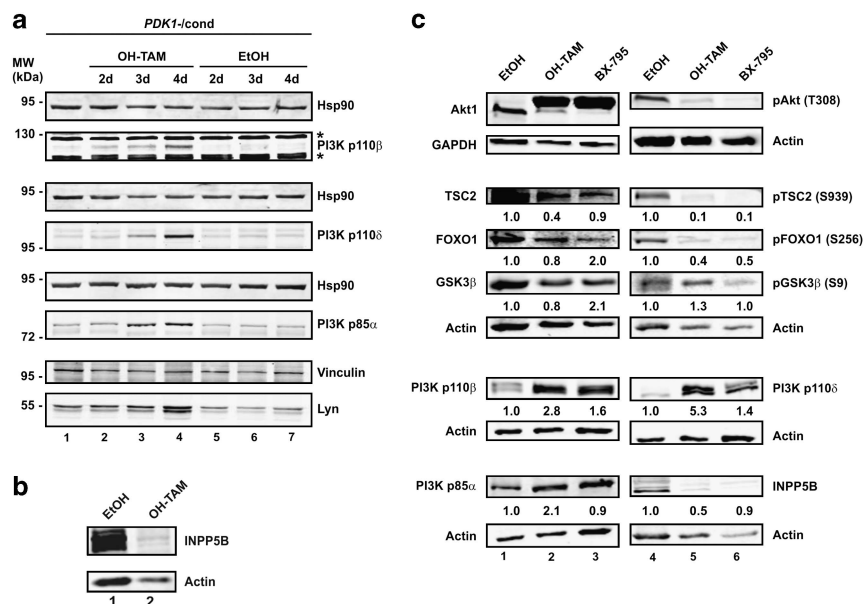 a
PDK1-/cond
MW
(kDa)
OH-TAM
EtOH
2d 3d 4d 2d 3d 4d
95 - Hsp90
130 - * PI3K p110β *
Hsp90
95 -
PI3K p110δ
95 -
95 - Hsp90
PI3K p85α
72 -
Vinculin
95 -
55 - Lyn
1 2 3 4 5 6 7
b
EtOH OH-TAM
INPP5B
Actin
1 2
c
EtOH OH-TAM BX-795 EtOH OH-TAM BX-795
Akt1 pAkt (T308)
GAPDH Actin
TSC2 pTSC2 (S939)
1.0 0.4 0.9 1.0 0.1 0.1
FOXO1 pFOXO1 (S256)
1.0 0.8 2.0 1.0 0.4 0.5
GSK3β pGSK3β (S9)
1.0 0.8 2.1 1.0 1.3 1.0
Actin Actin
PI3K p110β PI3K p110δ
1.0 2.8 1.6 1.0 5.3 1.4
Actin Actin
PI3K p85α INPP5B
1.0 2.1 0.9 1.0 0.5 0.9
Actin Actin
1 2 3 4 5 6